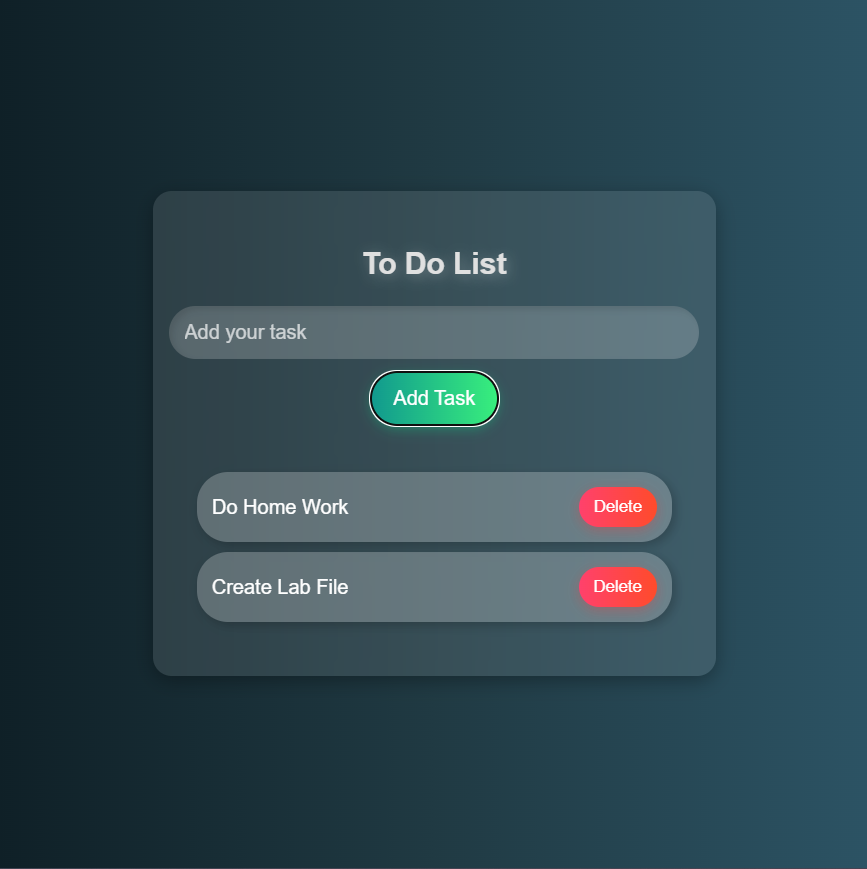 To Do List
Add your task
Add Task
Do Home Work Delete
Create Lab File Delete